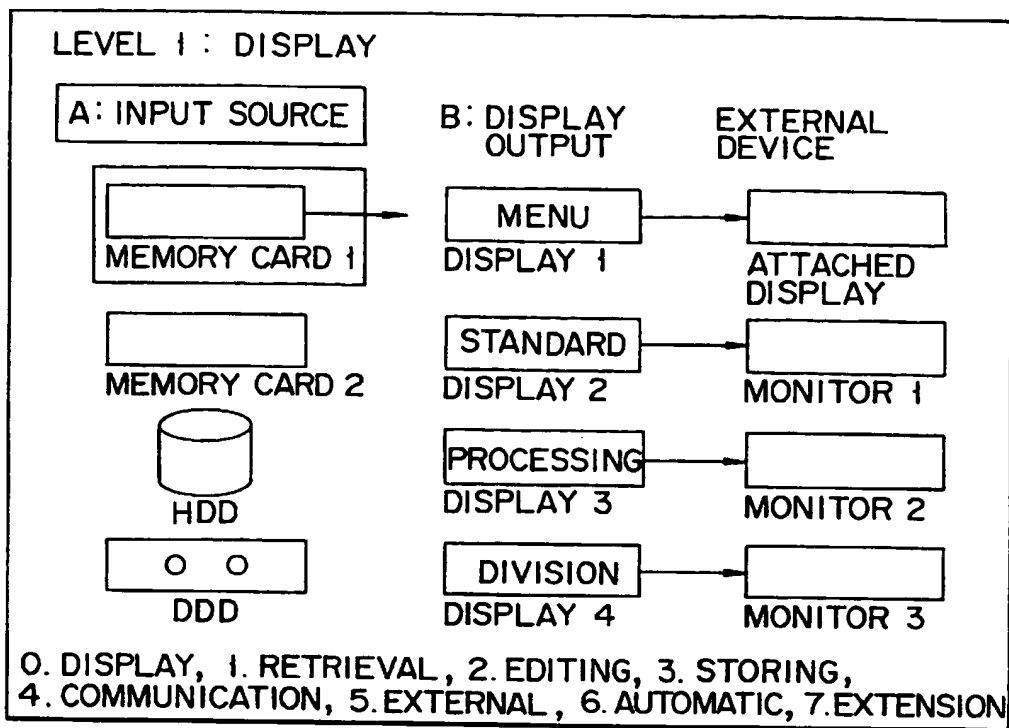 LEVEL 1 : DISPLAY
A: INPUT SOURCE
B: DISPLAY
OUTPUT
EXTERNAL
DEVICE
MEMORY CARD 1
MENU
DISPLAY 1
ATTACHED
DISPLAY
MEMORY CARD 2
STANDARD
DISPLAY 2
MONITOR 1
HDD
PROCESSING
DISPLAY 3
MONITOR 2
DDD
DIVISION
DISPLAY 4
MONITOR 3
0. DISPLAY, 1. RETRIEVAL, 2. EDITING, 3. STORING,
4. COMMUNICATION, 5. EXTERNAL, 6. AUTOMATIC, 7. EXTENSION